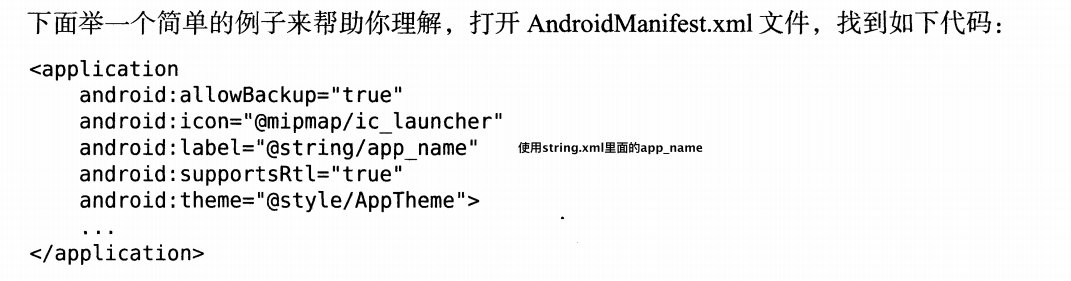 下面举一个简单的例子来帮助你理解，打开 AndroidManifest.xml 文件，找到如下代码：
<application
android:allowBackup="true"
android:icon="@mipmap/ic_launcher"
android:label="@string/app_name" 使用string.xml里面的app_name
android:supportsRtl="true"
android:theme="@style/AppTheme">
...
</application>